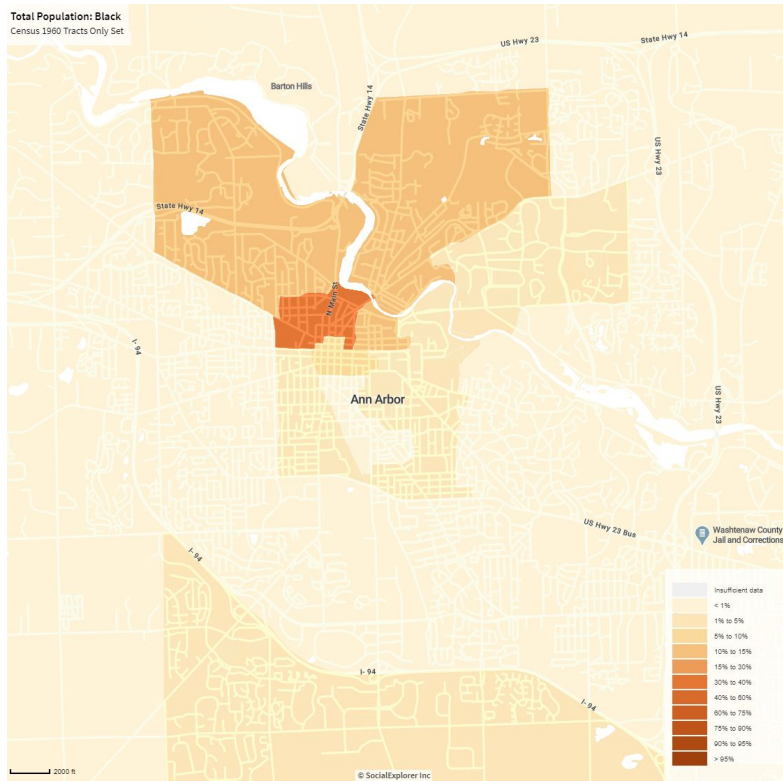 Total Population: Black
Census 1960 Tracts Only Set
US Hwy 23
State Hwy 14
Barton Hills
State Hwy 14
US Hwy 23
State Hwy 14
N Main St
I- 94
Ann Arbor
US Hwy 23
US Hwy 23 Bus
Washtenaw County
Jail and Corrections
I- 94
I- 94
I- 94
Insufficient data
< 1%
1% to 5%
5% to 10%
10% to 15%
15% to 30%
30% to 40%
40% to 60%
60% to 75%
75% to 90%
90% to 95%
> 95%
2000 ft
© SocialExplorer Inc